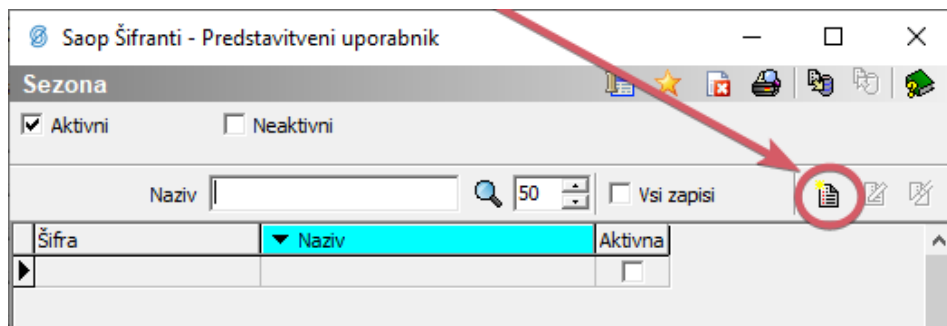 Saop Šifranti - Predstavitveni uporabnik
Sezona
Aktivni Neaktivni
Naziv 50 Vsi zapisi
Šifra Naziv Aktivna